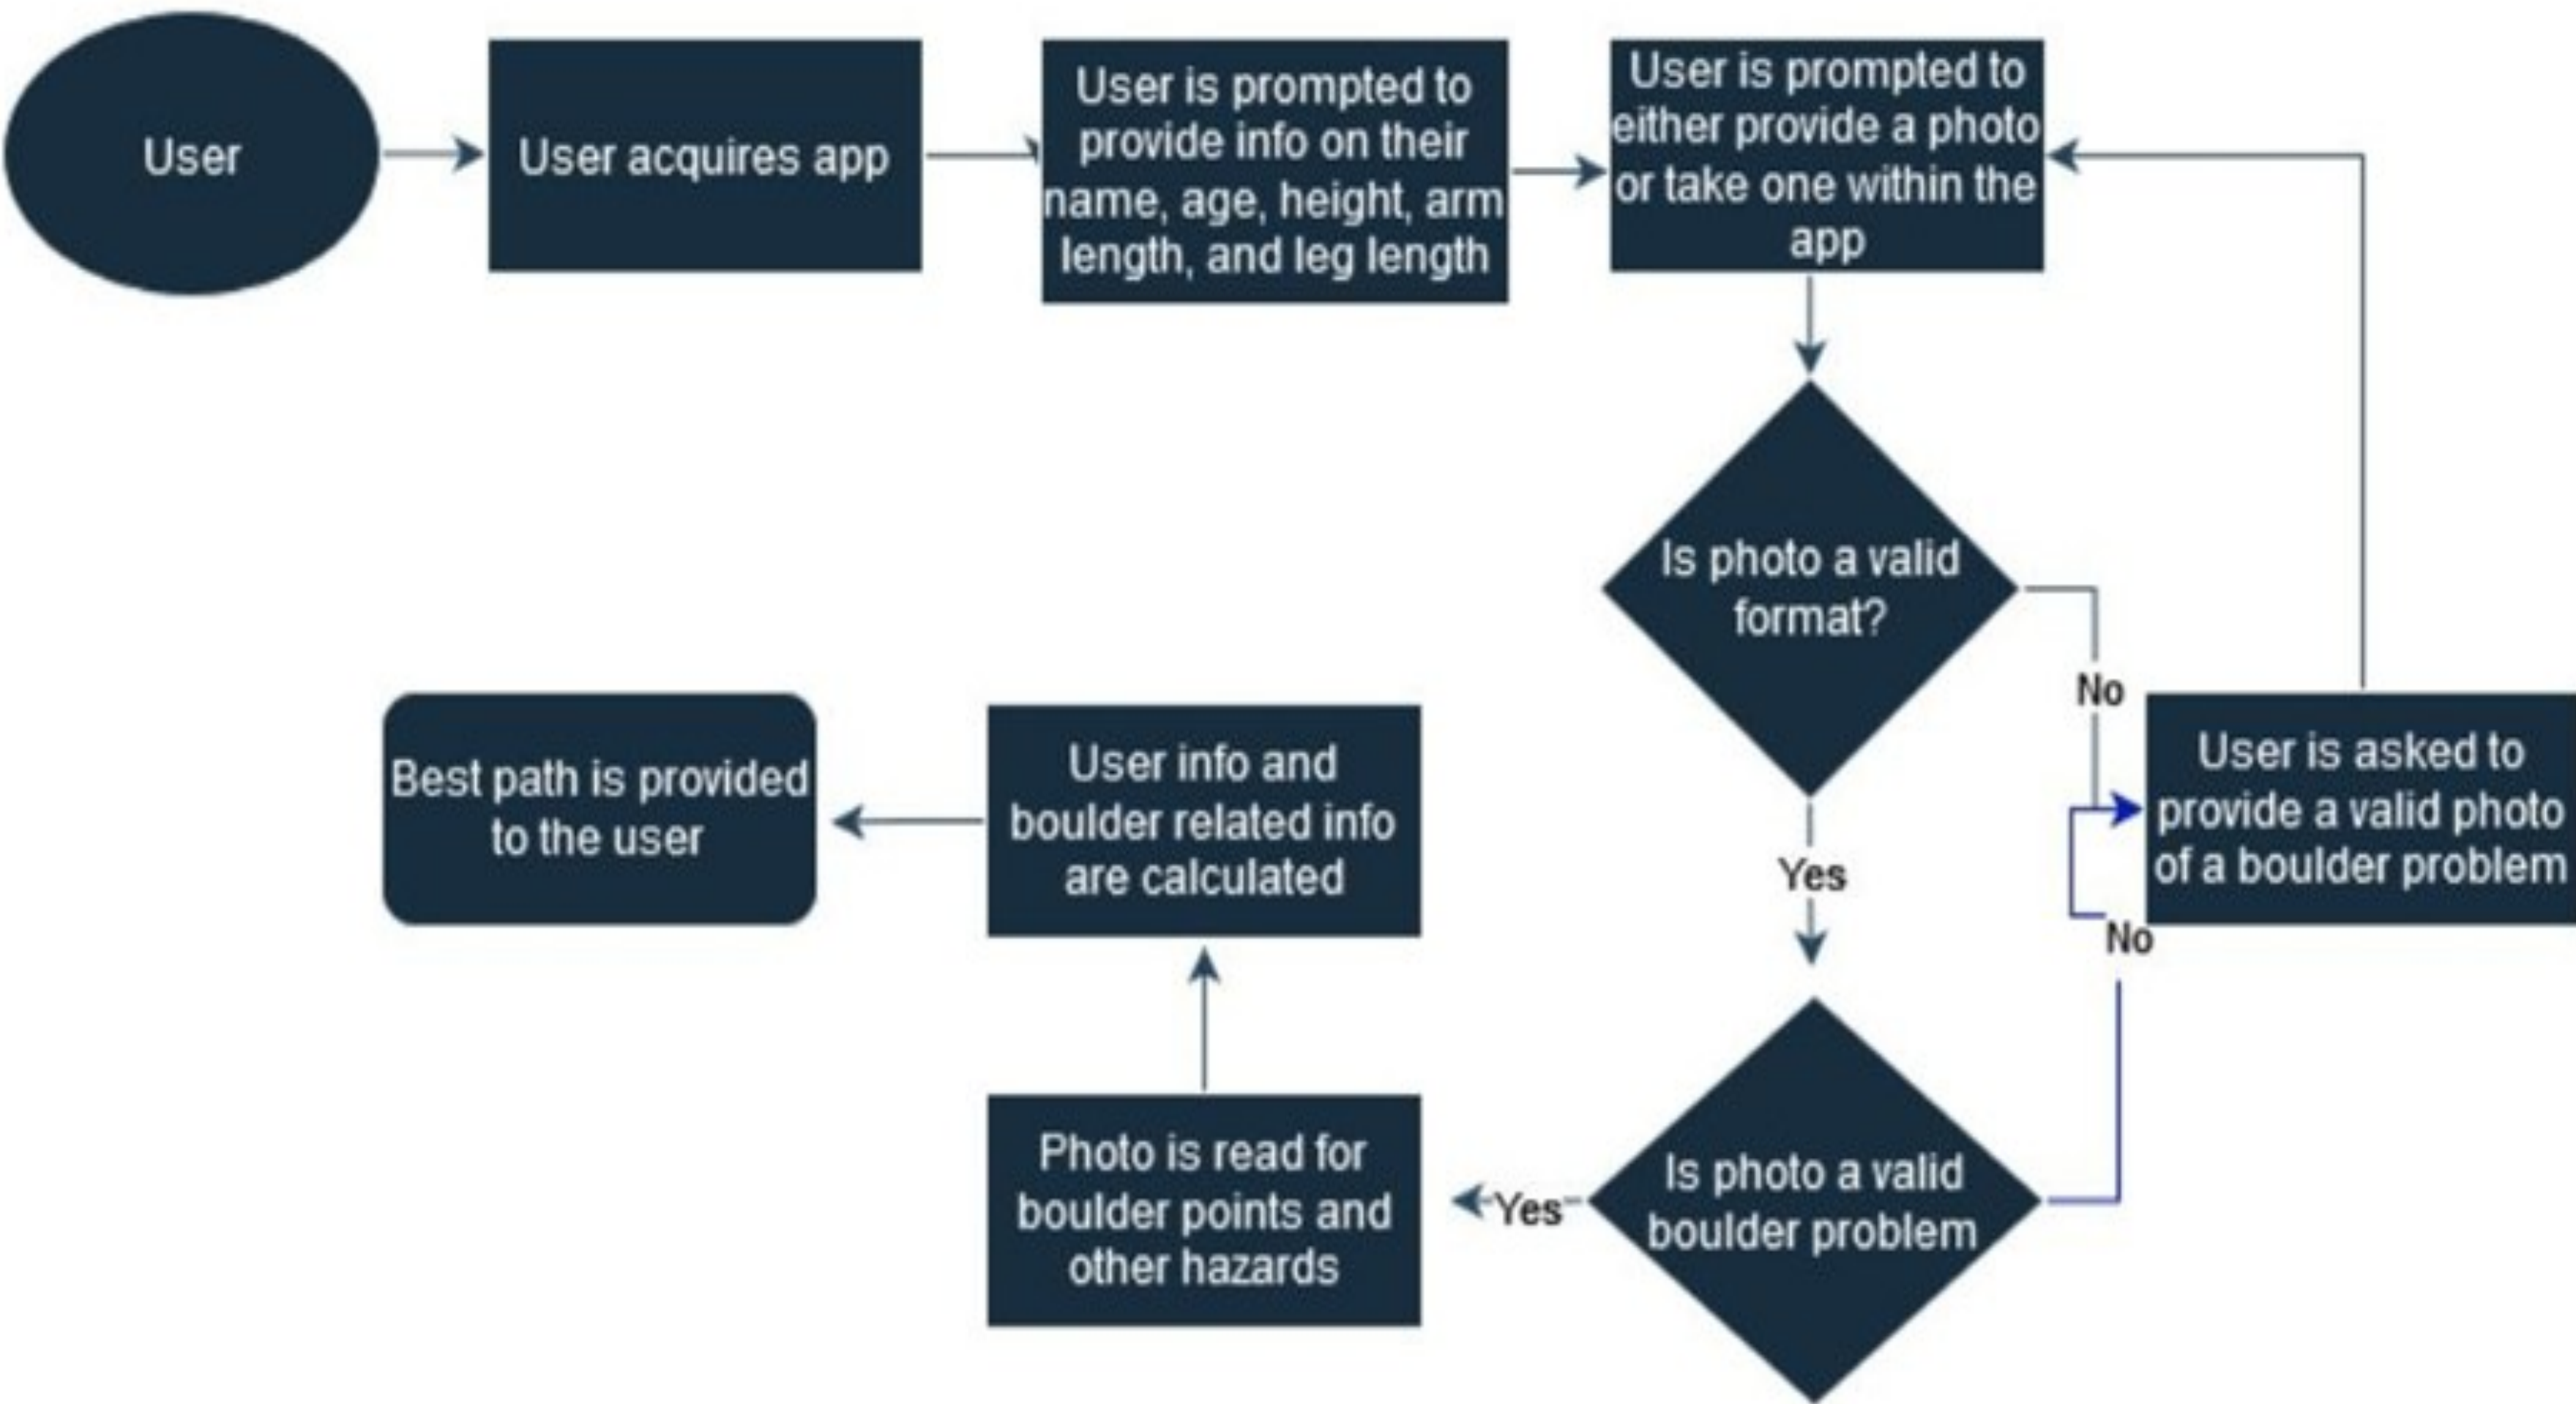 User
User acquires app
User is prompted to
provide info on their
name, age, height, arm
length, and leg length
User is prompted to
either provide a photo
or take one within the
app
Is photo a valid
format?
No
User is asked to
provide a valid photo
of a boulder problem
Yes
No
Is photo a valid
boulder problem
Yes
Photo is read for
boulder points and
other hazards
User info and
boulder related info
are calculated
Best path is provided
to the user